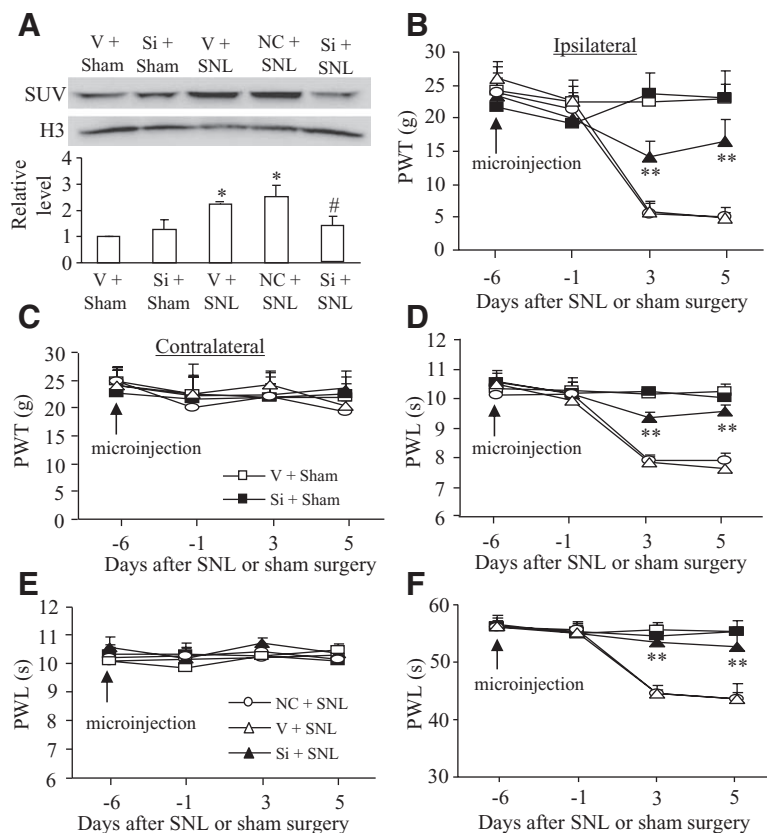 A
V + Sham
Si + Sham
V + SNL
NC + SNL
Si + SNL
SUV
H3
Relative level
4
3
2
1
0
*
*
#
V + Sham
Si + Sham
V + SNL
NC + SNL
Si + SNL
B
Ipsilateral
PWT (g)
30
25
20
15
10
5
0
microinjection
**
**
-6 -1 3 5
Days after SNL or sham surgery
C
Contralateral
PWT (g)
30
25
20
15
10
5
0
microinjection
V + Sham
Si + Sham
-6 -1 3 5
Days after SNL or sham surgery
D
PWL (s)
12
11
10
9
8
7
6
microinjection
**
**
-6 -1 3 5
Days after SNL or sham surgery
E
PWL (s)
12
11
10
9
8
7
6
microinjection
NC + SNL
V + SNL
Si + SNL
-6 -1 3 5
Days after SNL or sham surgery
F
PWL (s)
60
50
40
30
microinjection
**
**
-6 -1 3 5
Days after SNL or sham surgery